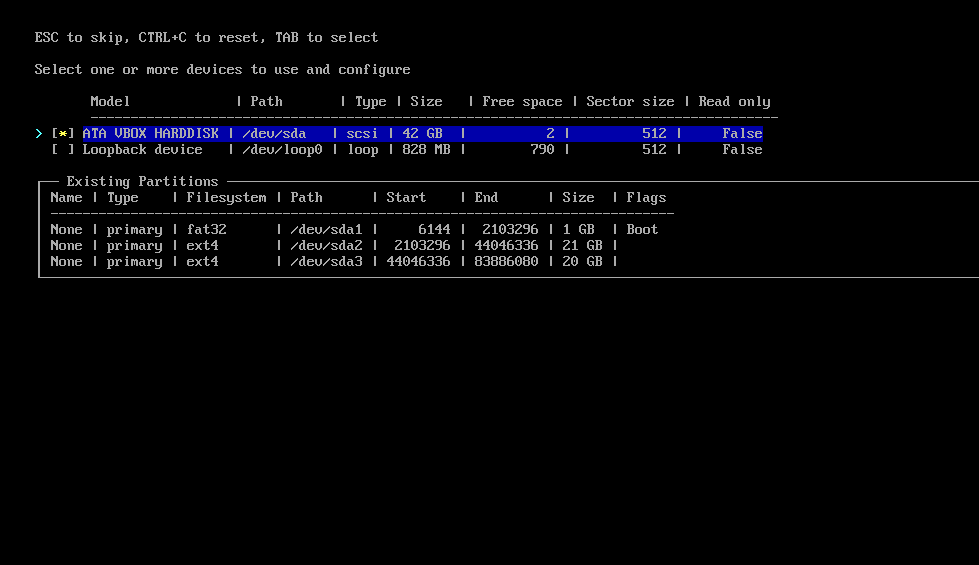 ESC to skip, CTRL+C to reset, TAB to select
Select one or more devices to use and configure
Model | Path | Type | Size | Free space | Sector size | Read only
> [*] ATA VBOX HARDDISK | /dev/sda | scsi | 42 GB | 2 | 512 | False
[ ] Loopback device | /dev/loop0 | loop | 828 MB | 790 | 512 | False
Existing Partitions
Name | Type | Filesystem | Path | Start | End | Size | Flags
None | primary | fat32 | /dev/sda1 | 6144 | 2103296 | 1 GB | Boot
None | primary | ext4 | /dev/sda2 | 2103296 | 44046336 | 21 GB |
None | primary | ext4 | /dev/sda3 | 44046336 | 83886080 | 20 GB |